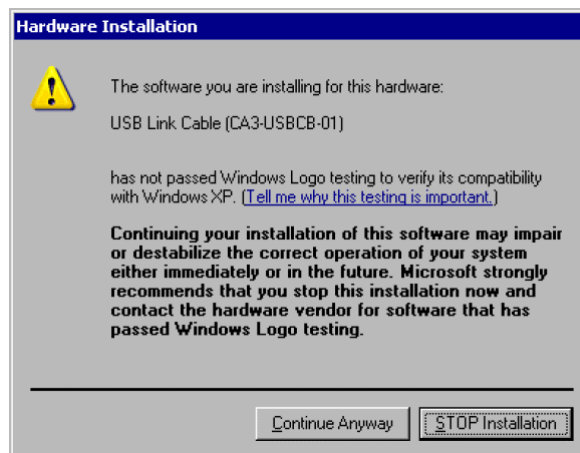 Hardware Installation
The software you are installing for this hardware:
USB Link Cable (CA3-USBCB-01)
has not passed Windows Logo testing to verify its compatibility
with Windows XP. (Tell me why this testing is important.)
Continuing your installation of this software may impair
or destabilize the correct operation of your system
either immediately or in the future. Microsoft strongly
recommends that you stop this installation now and
contact the hardware vendor for software that has
passed Windows Logo testing.
Continue Anyway
STOP Installation